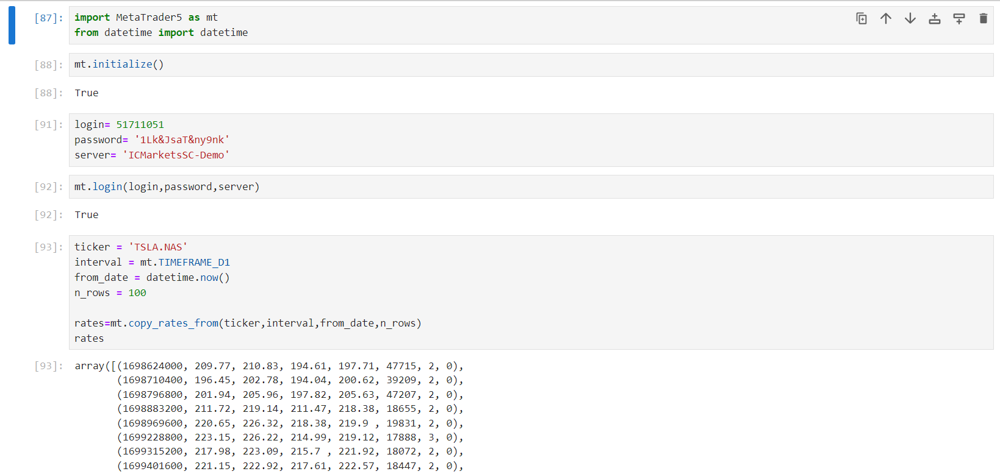 [87]: import MetaTrader5 as mt
from datetime import datetime
[88]: mt.initialize()
[88]: True
[91]: login= 51711051
password= '1Lk&JsaT&ny9nk'
server= 'ICMarketsSC-Demo'
[92]: mt.login(login,password,server)
[92]: True
[93]: ticker = 'TSLA.NAS'
interval = mt.TIMEFRAME_D1
from_date = datetime.now()
n_rows = 100
rates=mt.copy_rates_from(ticker,interval,from_date,n_rows)
rates
[93]: array([(1698624000, 209.77, 210.83, 194.61, 197.71, 47715, 2, 0),
(1698710400, 196.45, 202.78, 194.04, 200.62, 39209, 2, 0),
(1698796800, 201.94, 205.96, 197.82, 205.63, 47207, 2, 0),
(1698883200, 211.72, 219.14, 211.47, 218.38, 18655, 2, 0),
(1698969600, 220.65, 226.32, 218.38, 219.9 , 19831, 2, 0),
(1699228800, 223.15, 226.22, 214.99, 219.12, 17888, 3, 0),
(1699315200, 217.98, 223.09, 215.7 , 221.92, 18072, 2, 0),
(1699401600, 221.15, 222.92, 217.61, 222.57, 18447, 2, 0),